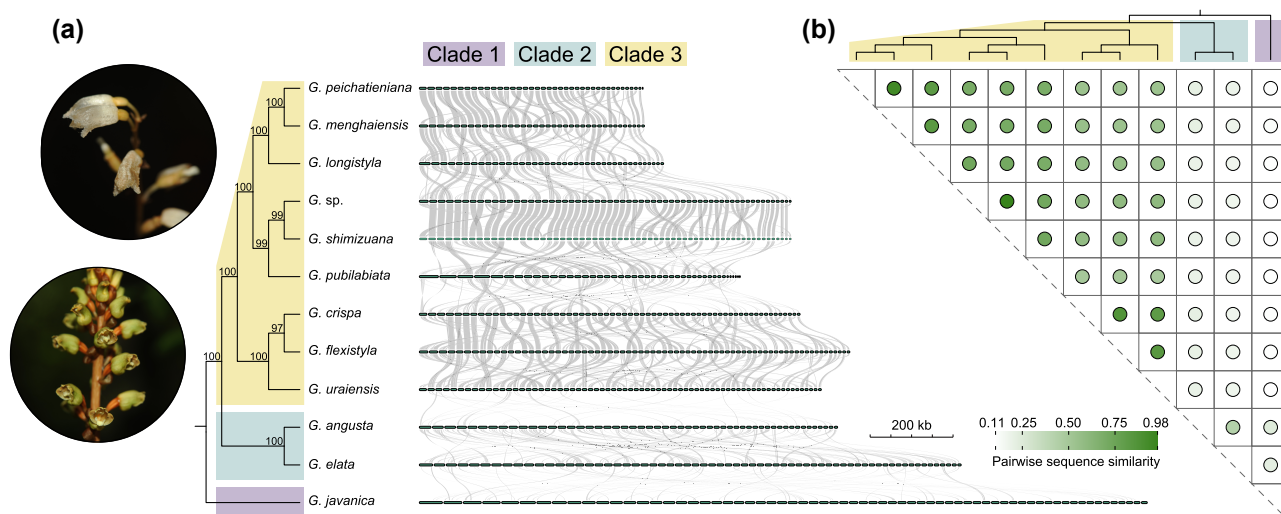 (a)
(b)
Clade 1
Clade 2
Clade 3
G. peichatieniana
100
G. menghaiensis
100
G. longistyla
100
G. sp.
99
G. shimizuana
99
G. pubilabiata
100
G. crispa
97
G. flexistyla
100
G. uraiensis
G. angusta
100
G. elata
100
G. javanica
200 kb
0.11 0.25 0.50 0.75 0.98
Pairwise sequence similarity